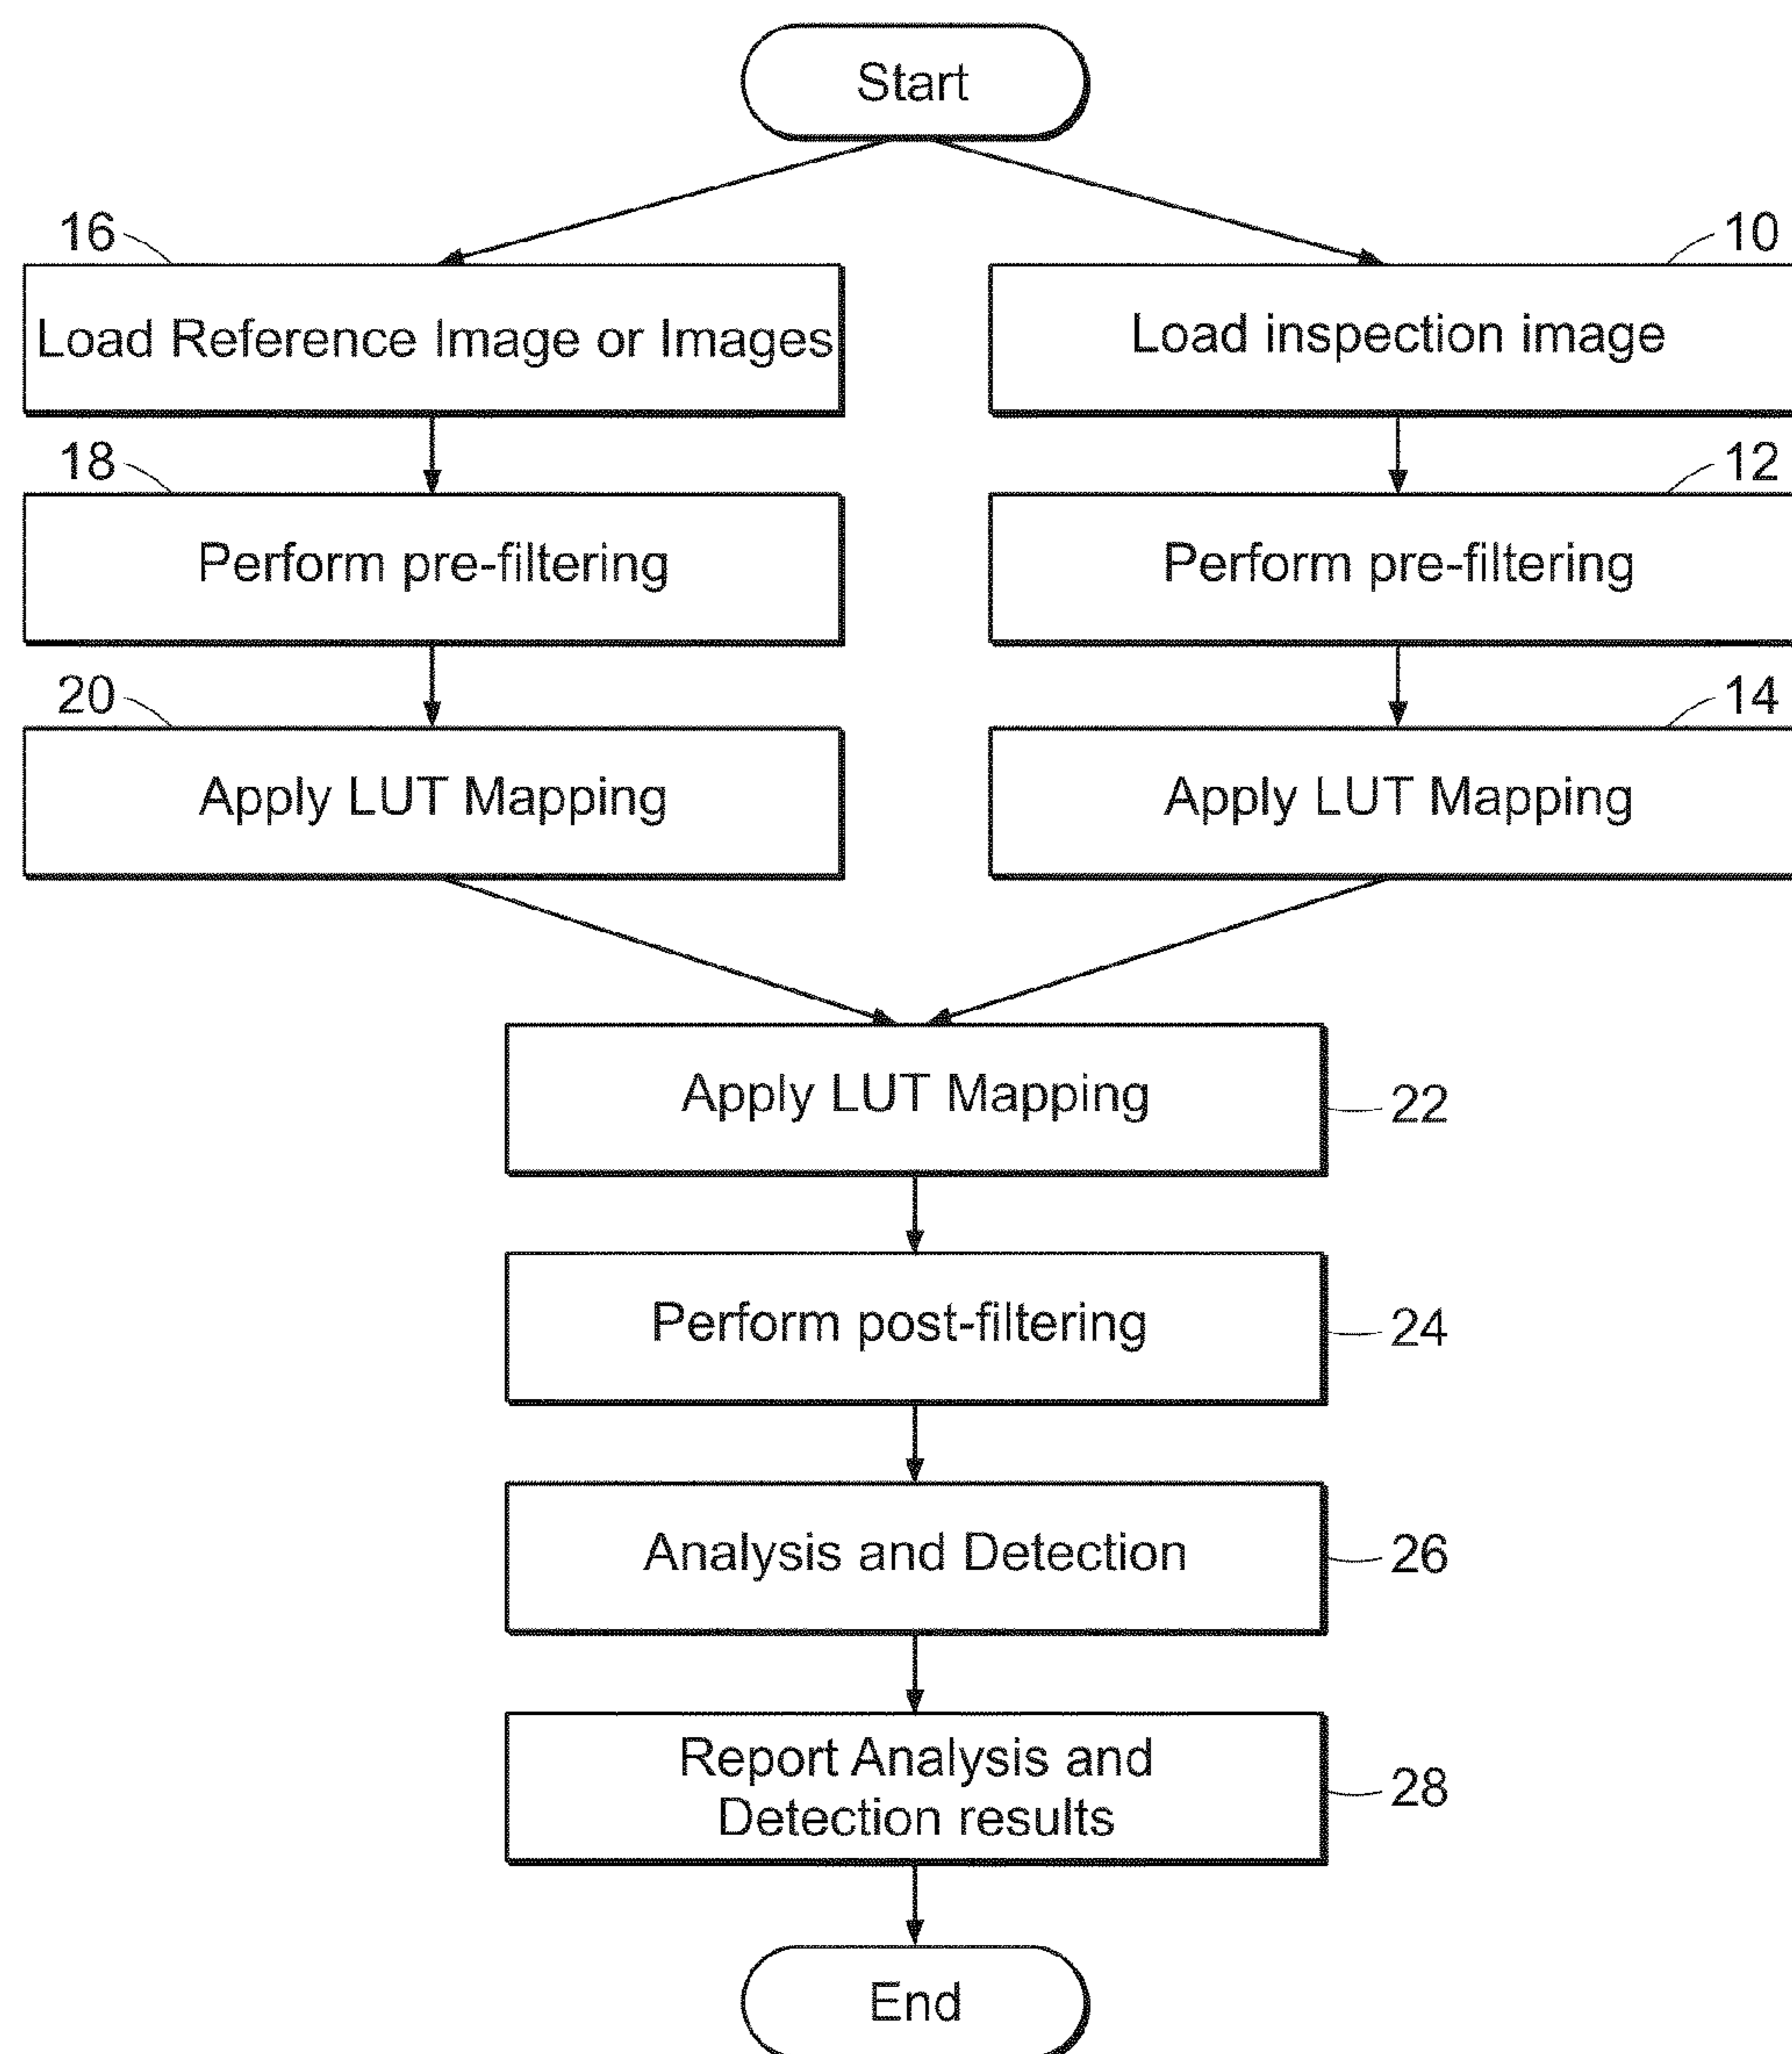 Start
16
10
Load Reference Image or Images
Load inspection image
18
12
Perform pre-filtering
Perform pre-filtering
20
14
Apply LUT Mapping
Apply LUT Mapping
Apply LUT Mapping
22
Perform post-filtering
24
Analysis and Detection
26
Report Analysis and
Detection results
28
End